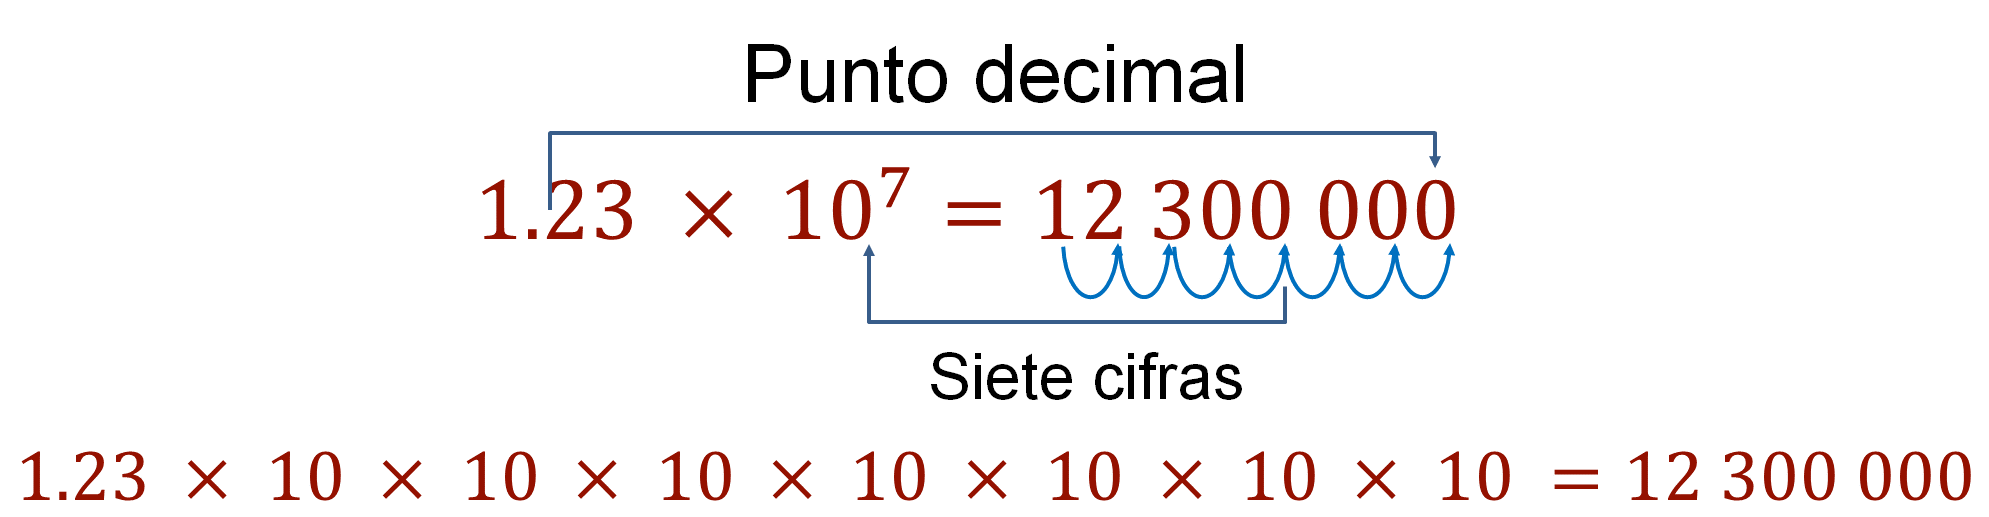 Punto decimal
1.23 × 10⁷ = 12 300 000
Siete cifras
1.23 × 10 × 10 × 10 × 10 × 10 × 10 × 10 = 12 300 000